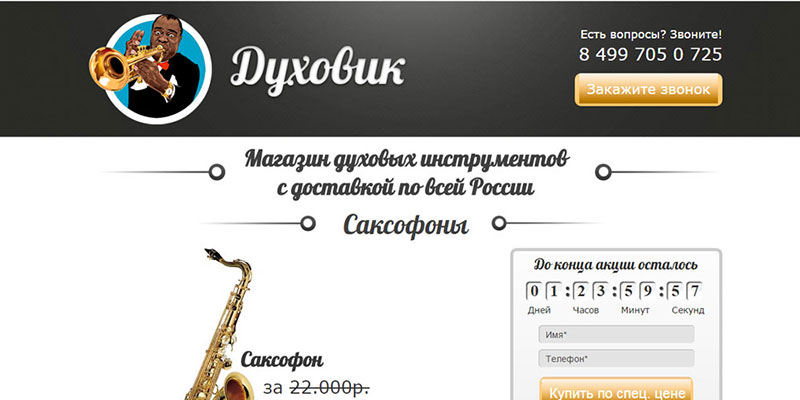 Духовик
Есть вопросы? Звоните!
8 499 705 0 725
Закажите звонок
Магазин духовых инструментов
с доставкой по всей России
Саксофоны
Саксофон
за 22.000р.
До конца акции осталось
01:23:59:57
Дней Часов Минут Секунд
Имя*
Телефон*
Купить по спец. цене